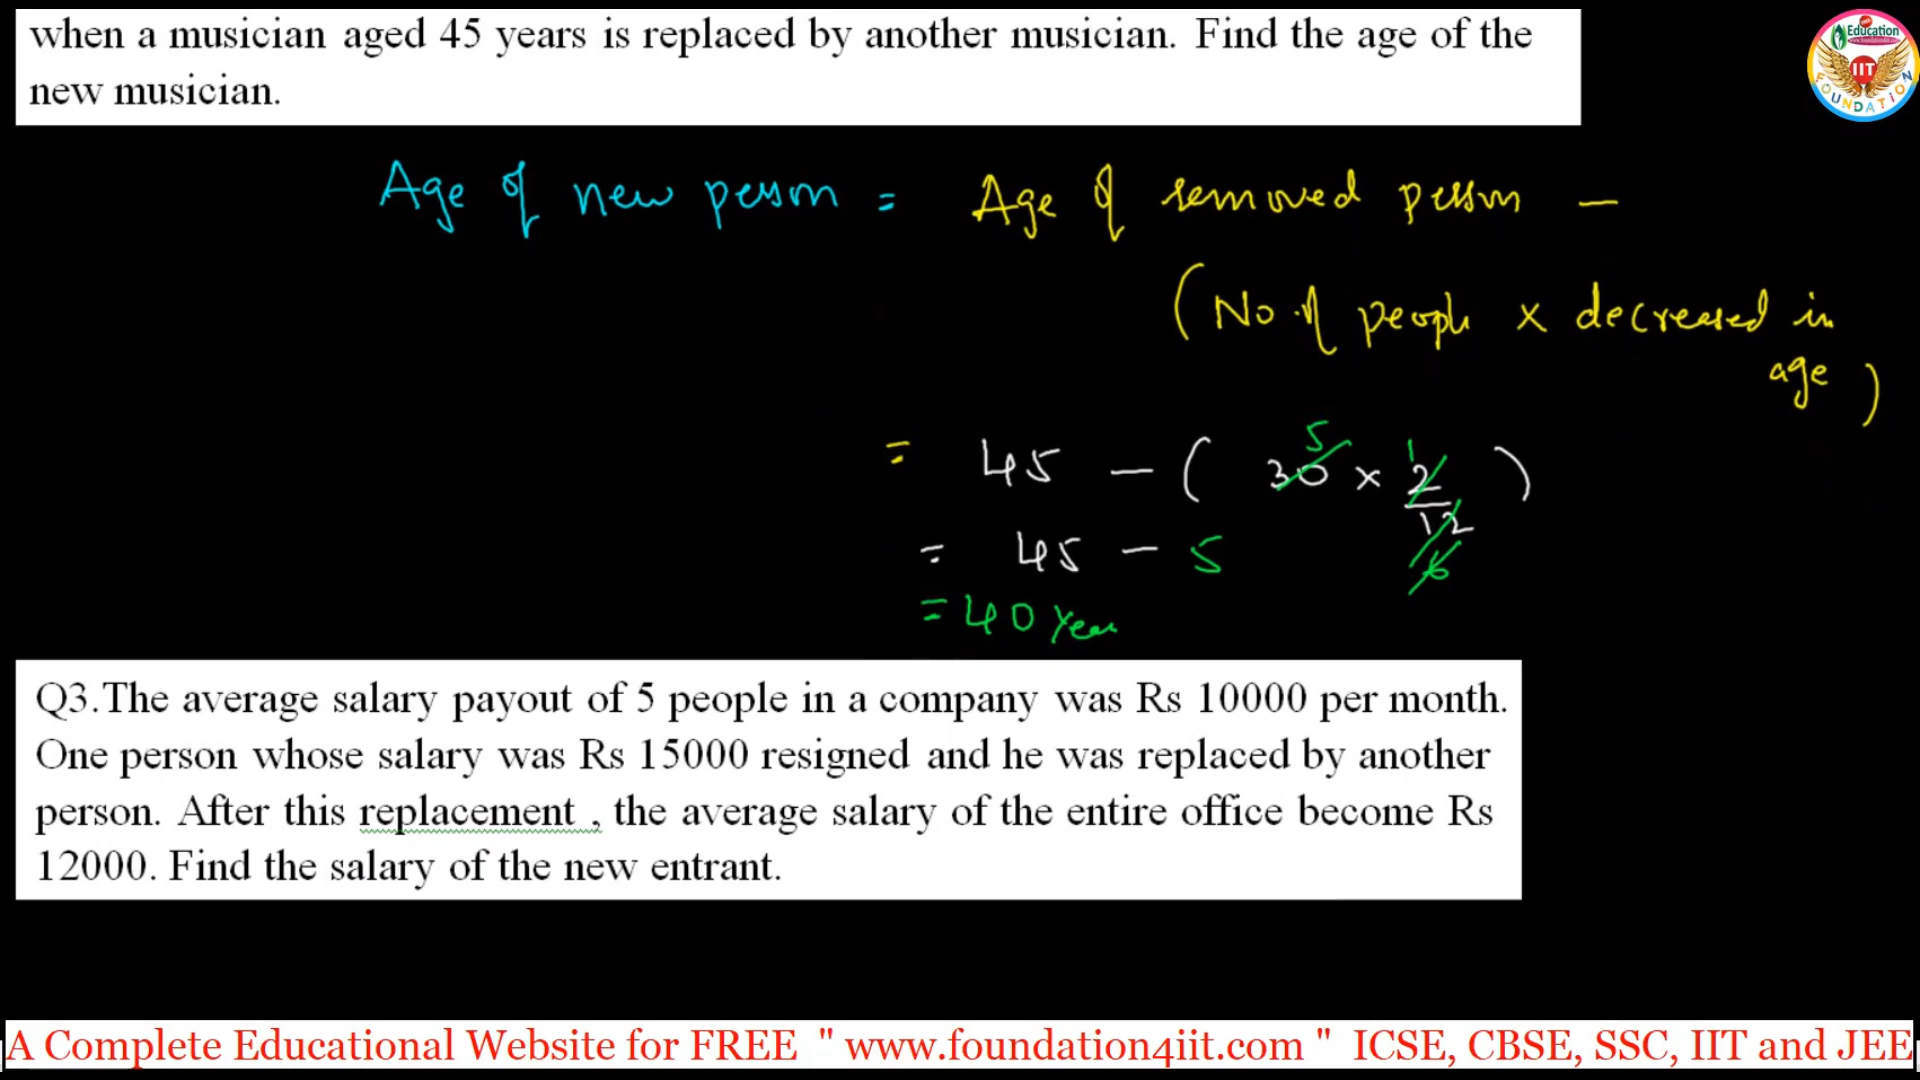 when a musician aged 45 years is replaced by another musician. Find the age of the
new musician.
Education
IIT
FOUNDATION
Age of new person = Age of removed person -
(No. of people x decreased in
age)
= 45 - ( 30 x 2/12 )
5 1 6
= 45 - 5
= 40 Year
Q3.The average salary payout of 5 people in a company was Rs 10000 per month.
One person whose salary was Rs 15000 resigned and he was replaced by another
person. After this replacement , the average salary of the entire office become Rs
12000. Find the salary of the new entrant.
A Complete Educational Website for FREE " www.foundation4iit.com " ICSE, CBSE, SSC, IIT and JEE